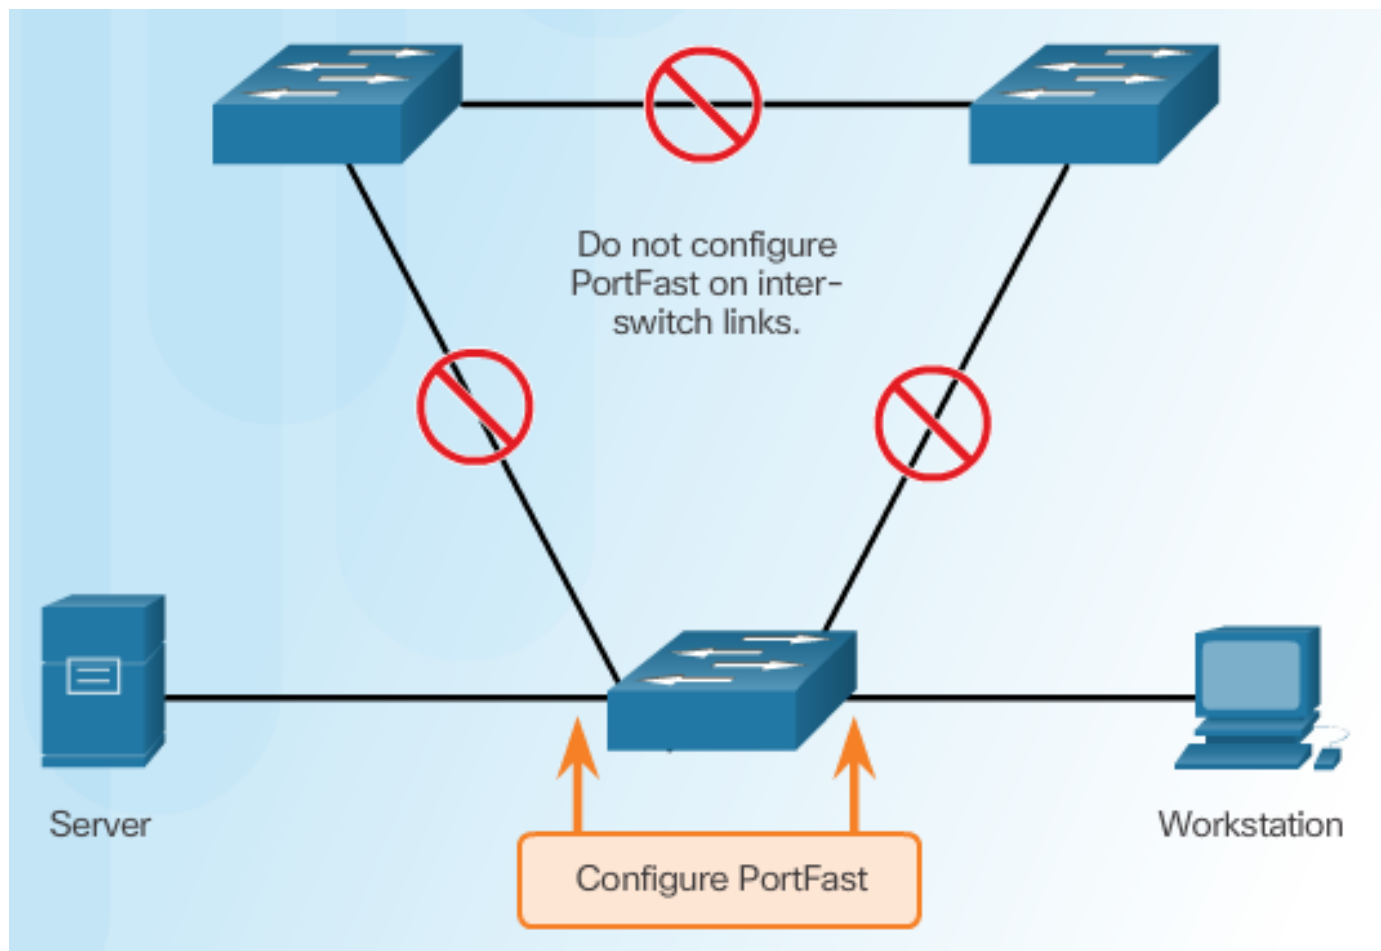 Do not configure
PortFast on inter-
switch links.
Server
Workstation
Configure PortFast